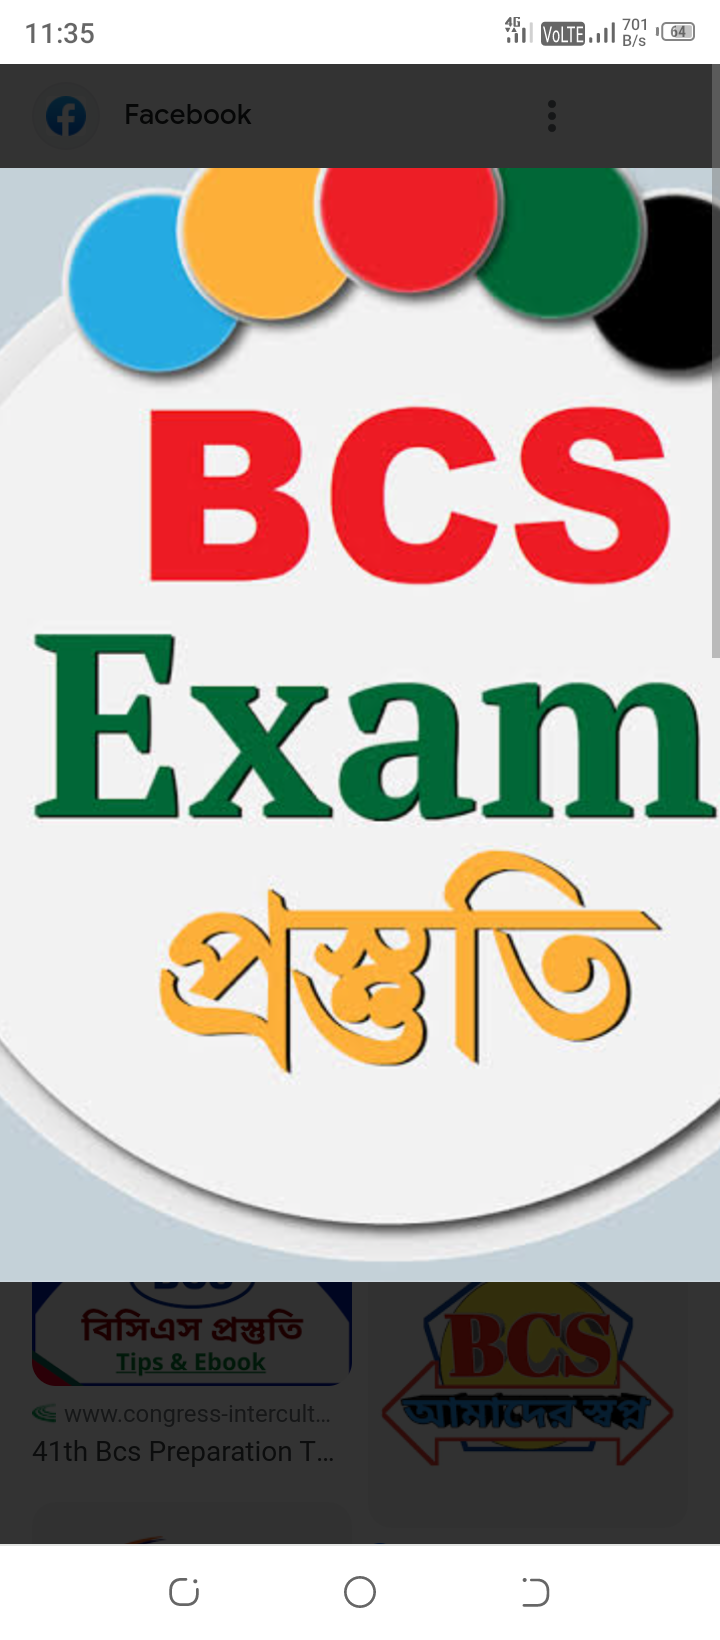 11:35
4G VoLTE 701 B/s 64
Facebook
BCS
Exam
প্রস্তুতি
BCS
বিসিএস প্রস্তুতি
Tips & Ebook
www.congress-intercult...
41th Bcs Preparation T...
BCS
আমাদের স্বপ্ন